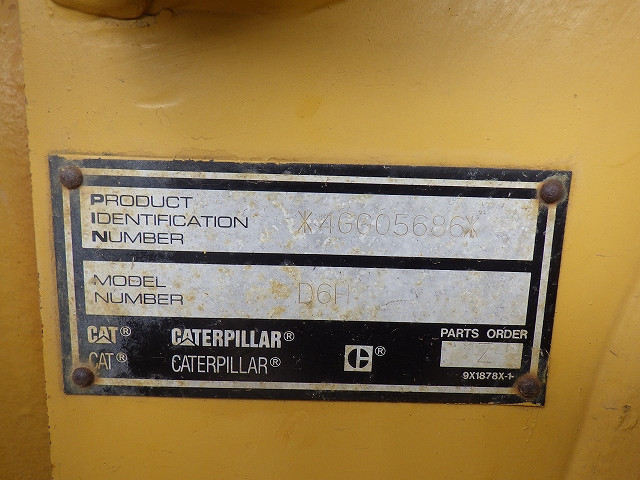 PRODUCT
IDENTIFICATION
NUMBER
*4GG05686*
MODEL
NUMBER
D6H
CAT® CATERPILLAR®
CAT® CATERPILLAR® C®
PARTS ORDER
Z
9X1878X-1